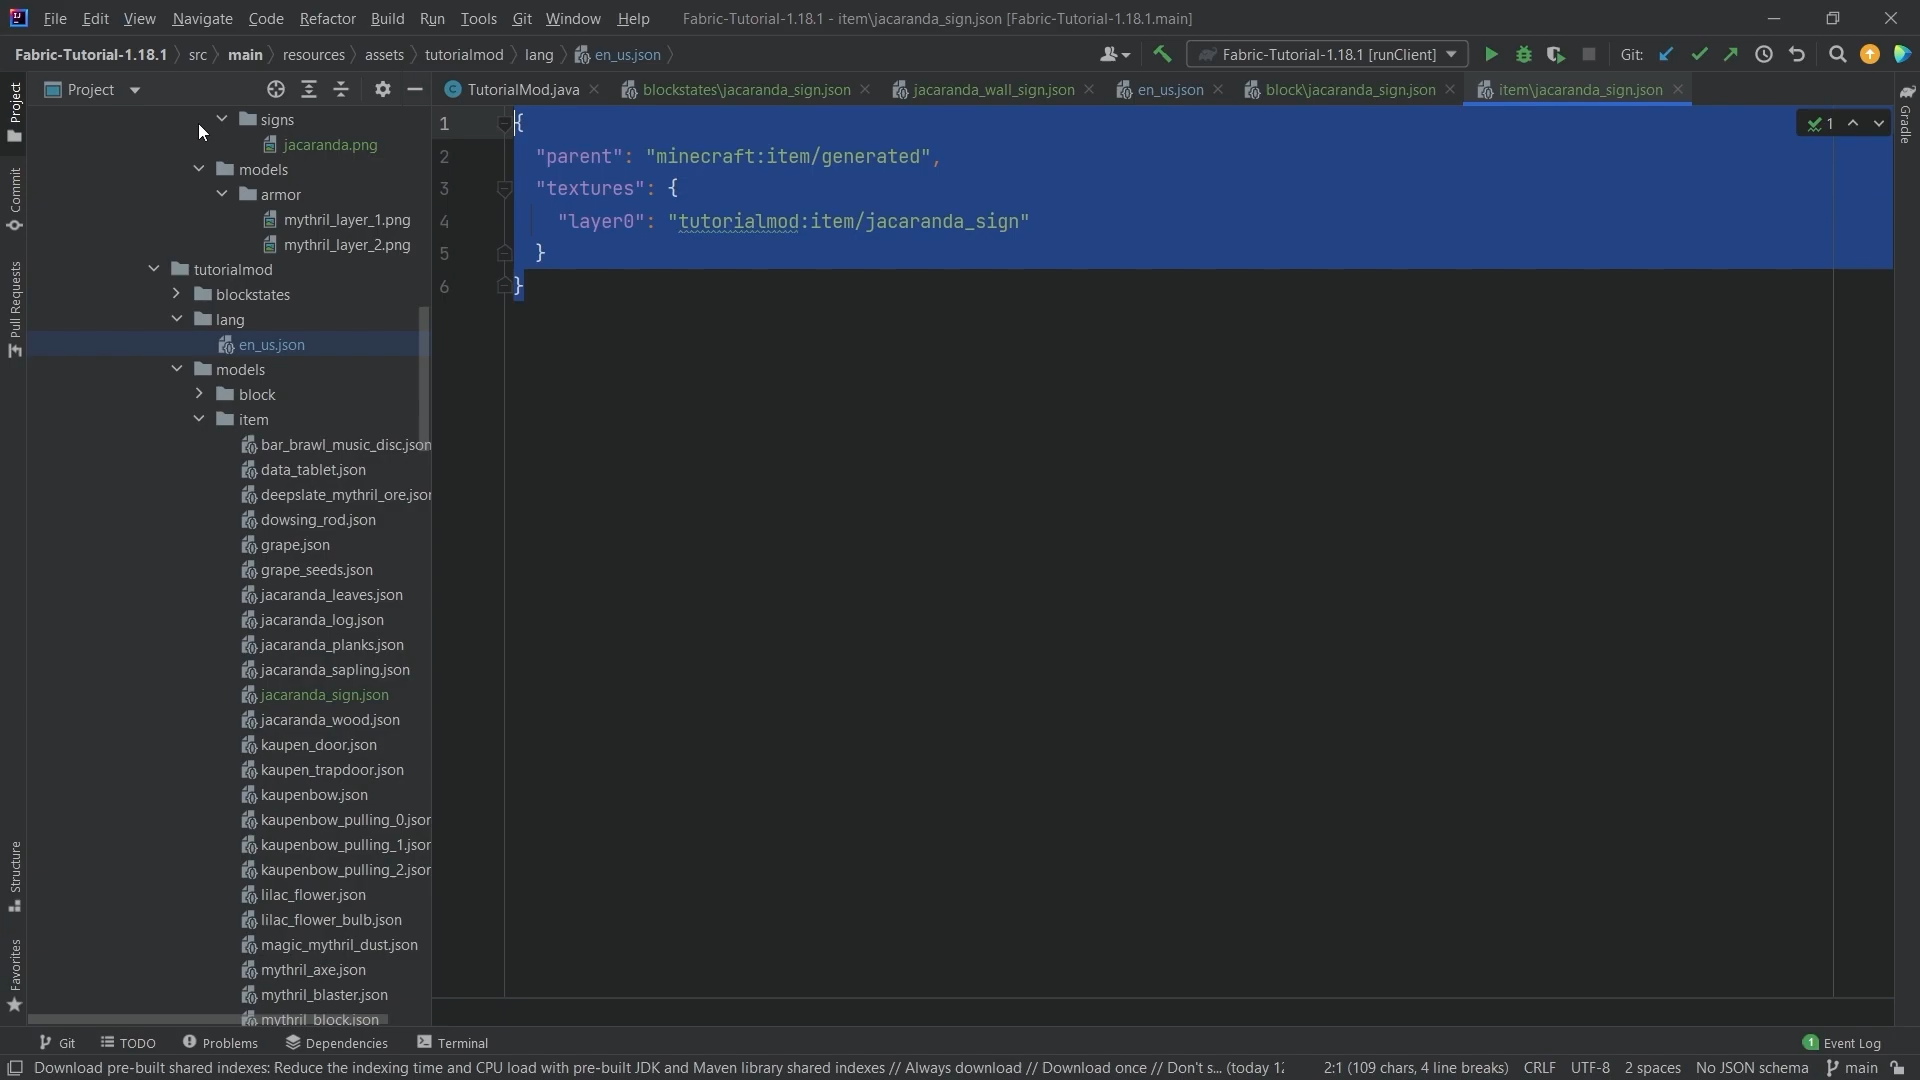 File Edit View Navigate Code Refactor Build Run Tools Git Window Help Fabric-Tutorial-1.18.1 - item\jacaranda_sign.json [Fabric-Tutorial-1.18.1.main]
Fabric-Tutorial-1.18.1 src main resources assets tutorialmod lang en_us.json Fabric-Tutorial-1.18.1 [runClient] Git:
Project TutorialMod.java blockstates\jacaranda_sign.json jacaranda_wall_sign.json en_us.json block\jacaranda_sign.json item\jacaranda_sign.json
Project
Commit
Pull Requests
Structure
Favorites
signs
jacaranda.png
models
armor
mythril_layer_1.png
mythril_layer_2.png
tutorialmod
blockstates
lang
en_us.json
models
block
item
bar_brawl_music_disc.json
data_tablet.json
deepslate_mythril_ore.json
dowsing_rod.json
grape.json
grape_seeds.json
jacaranda_leaves.json
jacaranda_log.json
jacaranda_planks.json
jacaranda_sapling.json
jacaranda_sign.json
jacaranda_wood.json
kaupen_door.json
kaupen_trapdoor.json
kaupenbow.json
kaupenbow_pulling_0.json
kaupenbow_pulling_1.json
kaupenbow_pulling_2.json
lilac_flower.json
lilac_flower_bulb.json
magic_mythril_dust.json
mythril_axe.json
mythril_blaster.json
mythril_block.json
1 {
2 "parent": "minecraft:item/generated",
3 "textures": {
4 "layer0": "tutorialmod:item/jacaranda_sign"
5 }
6 }
1
Gradle
Git TODO Problems Dependencies Terminal 1 Event Log
Download pre-built shared indexes: Reduce the indexing time and CPU load with pre-built JDK and Maven library shared indexes // Always download // Download once // Don't s... (today 12 2:1 (109 chars, 4 line breaks) CRLF UTF-8 2 spaces No JSON schema main